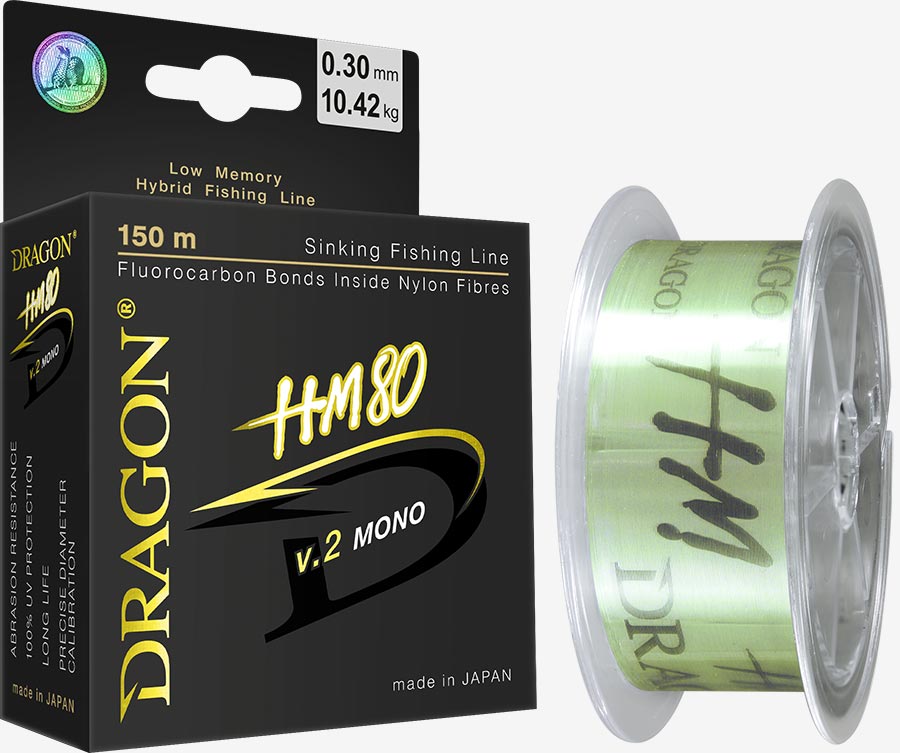 0.30 mm
10.42 kg
Low Memory
Hybrid Fishing Line
150 m
Sinking Fishing Line
Fluorocarbon Bonds Inside Nylon Fibres
DRAGON®
HM80
v.2 MONO
made in JAPAN
DRAGON®
HM80
v.2 MONO
ABRASION RESISTANCE
100% UV PROTECTION
LONG LIFE
PRECISE DIAMETER
CALIBRATION
made in JAPAN
DRAGON
DRAGO
HM
DRA
H